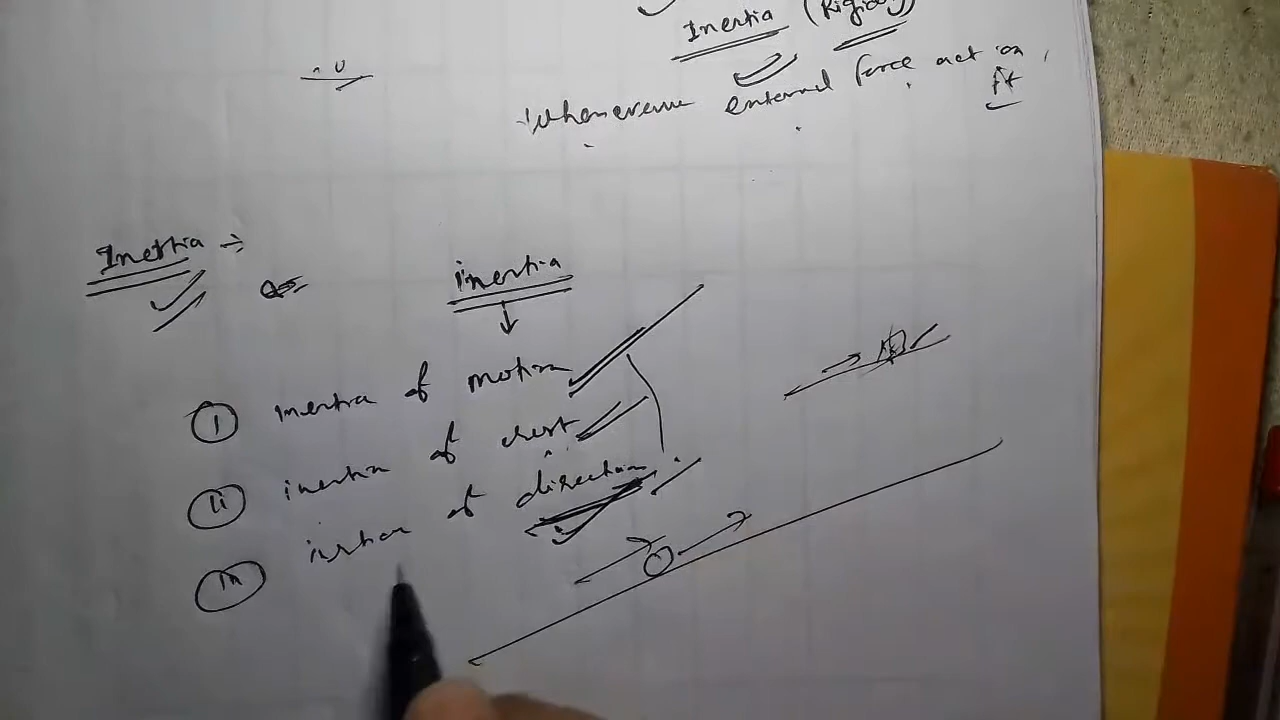 Inertia (Rigidity)
Whenever external force act on
it
Inertia →
inertia
(I) inertia of motion
(II) inertia of rest
(III) inertia of direction